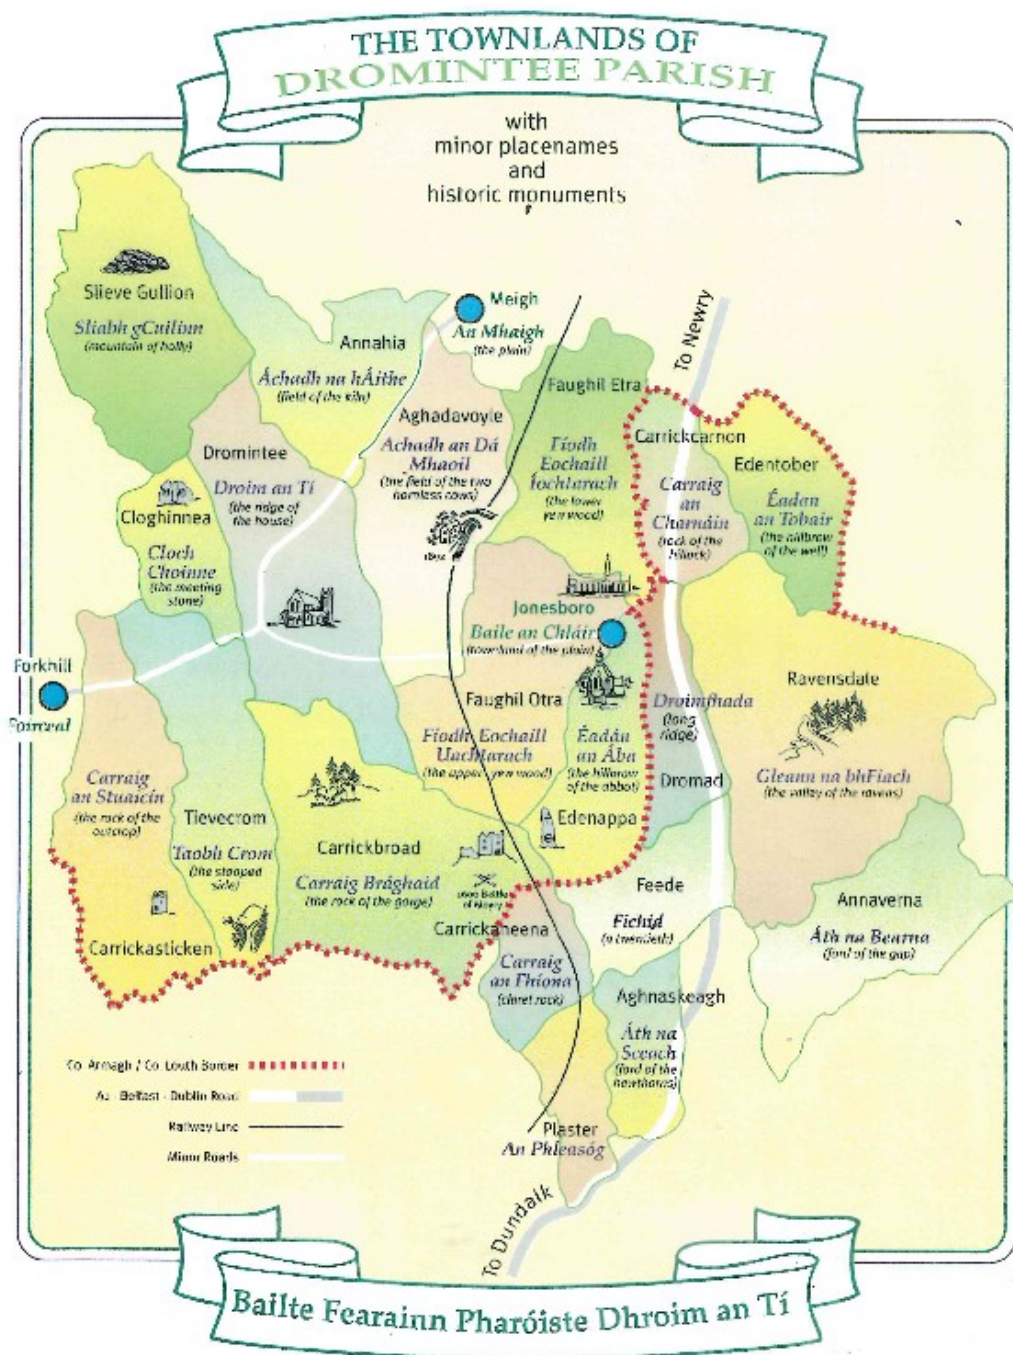 THE TOWNLANDS OF
DROMINTEE PARISH
with
minor placenames
and
historic monuments
Slieve Gullion
Sliabh gCuilinn
(mountain of holly)
Annahia
Áchadh na hÁithe
(field of the kiln)
Meigh
An Mhaigh
(the plain)
To Newry
Faughil Etra
Fíodh
Eochaill
Íochtarach
(the lower
yew wood)
Aghadavoyle
Achadh an Dá
Mhaoil
(the field of the two
hornless cows)
Dromintee
Droim an Tí
(the ridge of
the house)
Carrickcarnon
Carraig
an
Charnáin
(rock of the
hillock)
Edentober
Éadan
an Tobair
(the hillbrow
of the well)
Cloghinnea
Cloch
Choinne
(the meeting
stone)
Jonesboro
Baile an Chláir
(townland of the plain)
Forkhill
Foirceal
Faughil Otra
Fíodh Eochaill
Uachtarach
(the upper yew wood)
Éadán
an Ába
(the hillbrow
of the abbot)
Edenappa
Droimfhada
(long
ridge)
Dromad
Ravensdale
Gleann na bhFiach
(the valley of the ravens)
Carraig
an Stuaicín
(the rock of the
outcrop)
Carrickasticken
Tievecrom
Taobh Crom
(the stooped
side)
Carrickbroad
Carraig Brághaid
(the rock of the gorge)
Feede
Fichid
(a twentieth)
Annaverna
Áth na Bearna
(ford of the gap)
Carrickaneena
Carraig
an Fhíona
(claret rock)
Aghnaskeagh
Áth na
Sceach
(ford of the
hawthorns)
Plaster
An Phleasóg
Co Armagh / Co Louth Border
A1 - Belfast - Dublin Road
Railway Line
Minor Roads
To Dundalk
Bailte Fearainn Pharóiste Dhroim an Tí